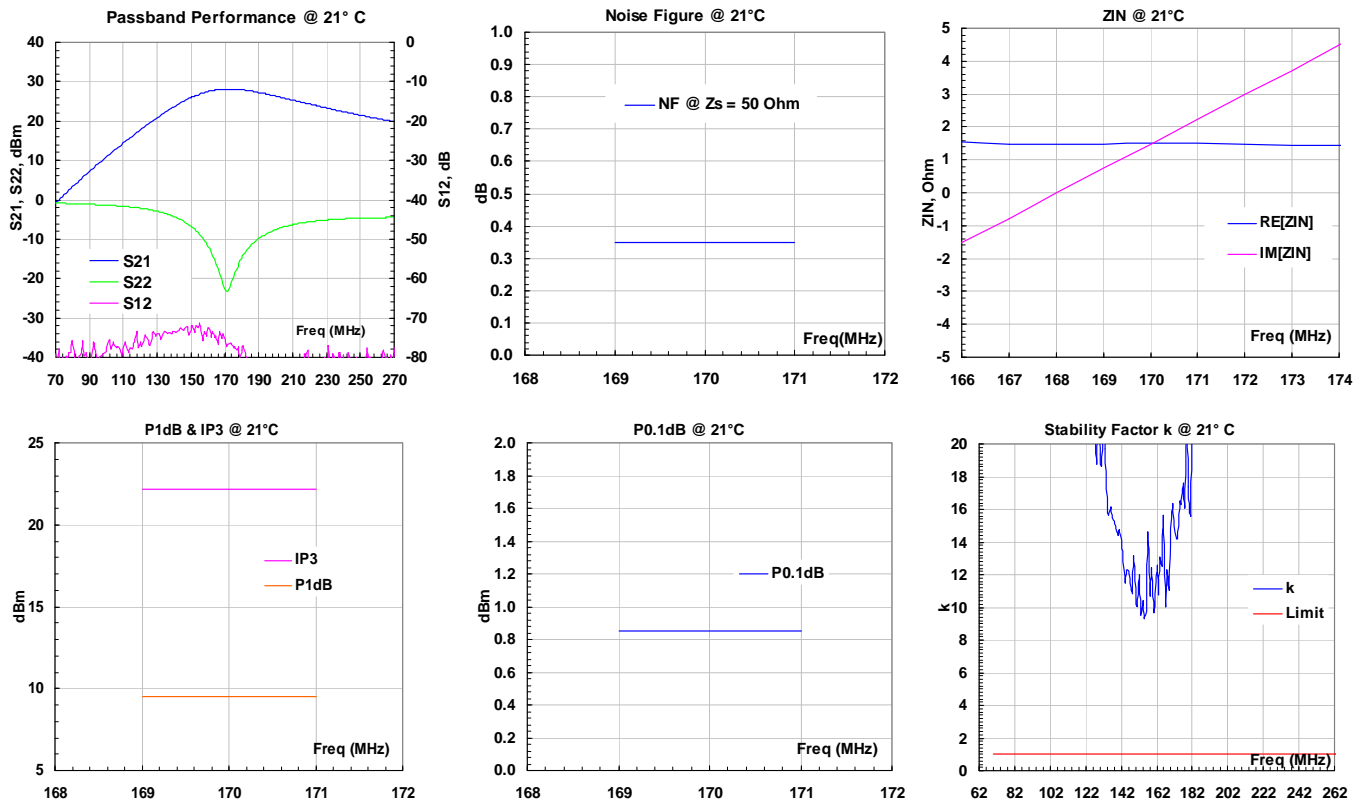 Passband Performance @ 21° C
40
30
20
10
0
-10
-20
-30
-40
0
-10
-20
-30
-40
-50
-60
-70
-80
S21, S22, dBm
S12, dB
S21
S22
S12
Freq (MHz)
70 90 110 130 150 170 190 210 230 250 270
Noise Figure @ 21°C
1.0
0.9
0.8
0.7
0.6
0.5
0.4
0.3
0.2
0.1
0.0
dB
NF @ Zs = 50 Ohm
Freq(MHz)
168 169 170 171 172
ZIN @ 21°C
5
4
3
2
1
0
-1
-2
-3
-4
-5
ZIN, Ohm
RE[ZIN]
IM[ZIN]
Freq (MHz)
166 167 168 169 170 171 172 173 174
P1dB & IP3 @ 21°C
25
20
15
10
5
dBm
IP3
P1dB
Freq (MHz)
168 169 170 171 172
P0.1dB @ 21°C
2.0
1.8
1.6
1.4
1.2
1.0
0.8
0.6
0.4
0.2
0.0
dBm
P0.1dB
Freq (MHz)
168 169 170 171 172
Stability Factor k @ 21° C
20
18
16
14
12
10
8
6
4
2
0
k
k
Limit
Freq (MHz)
62 82 102 122 142 162 182 202 222 242 262